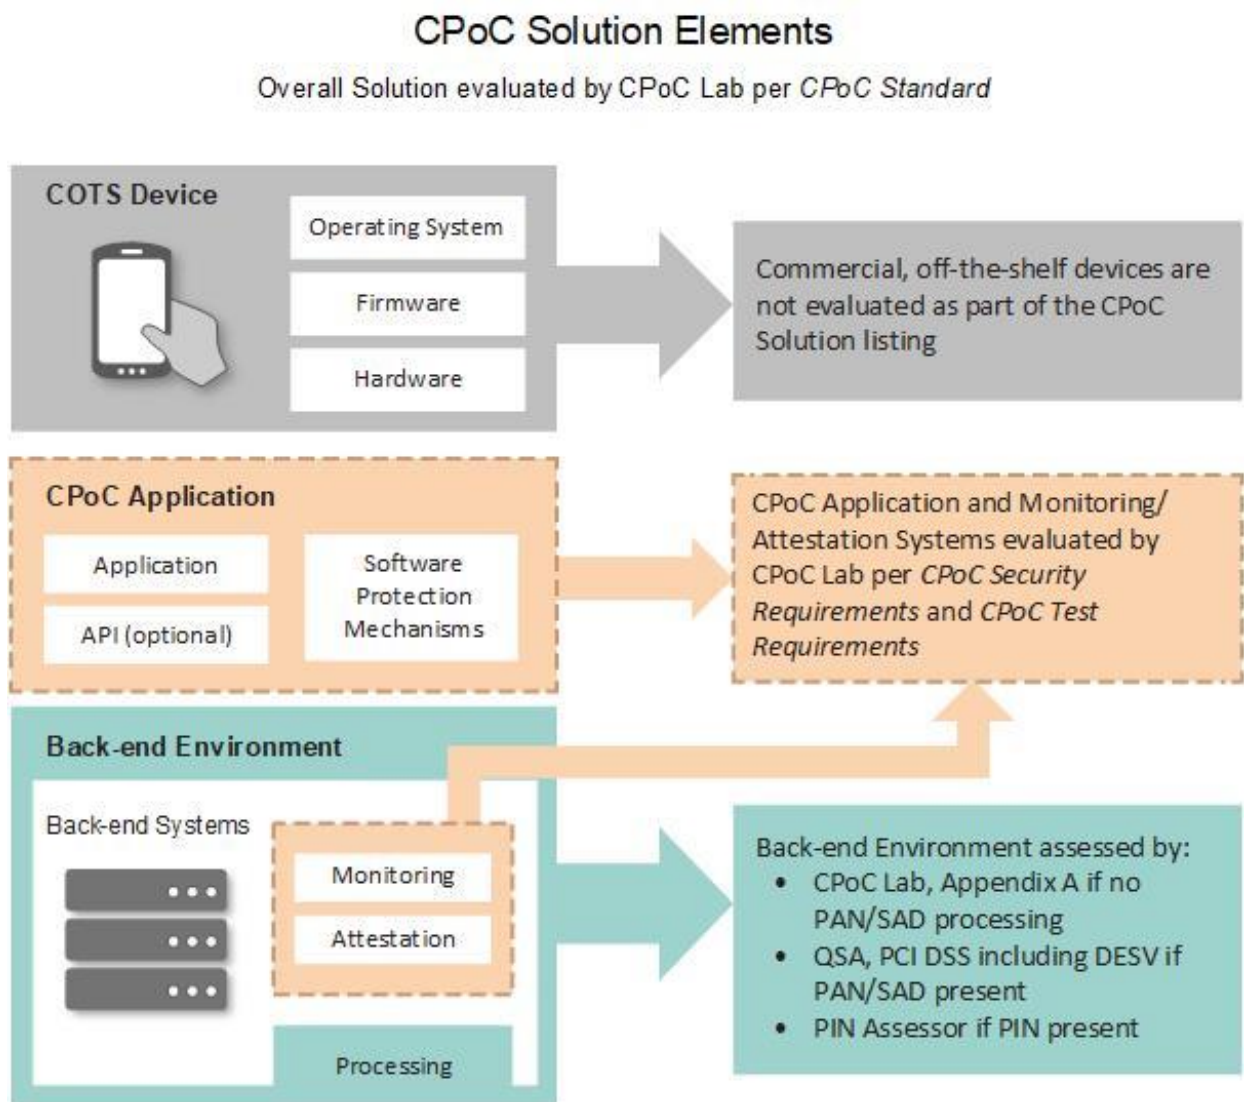 CPoC Solution Elements
Overall Solution evaluated by CPoC Lab per CPoC Standard
COTS Device
Operating System
Firmware
Hardware
Commercial, off-the-shelf devices are
not evaluated as part of the CPoC
Solution listing
CPoC Application
Application
API (optional)
Software
Protection
Mechanisms
CPoC Application and Monitoring/
Attestation Systems evaluated by
CPoC Lab per CPoC Security
Requirements and CPoC Test
Requirements
Back-end Environment
Back-end Systems
Monitoring
Attestation
Processing
Back-end Environment assessed by:
• CPoC Lab, Appendix A if no
PAN/SAD processing
• QSA, PCI DSS including DESV if
PAN/SAD present
• PIN Assessor if PIN present